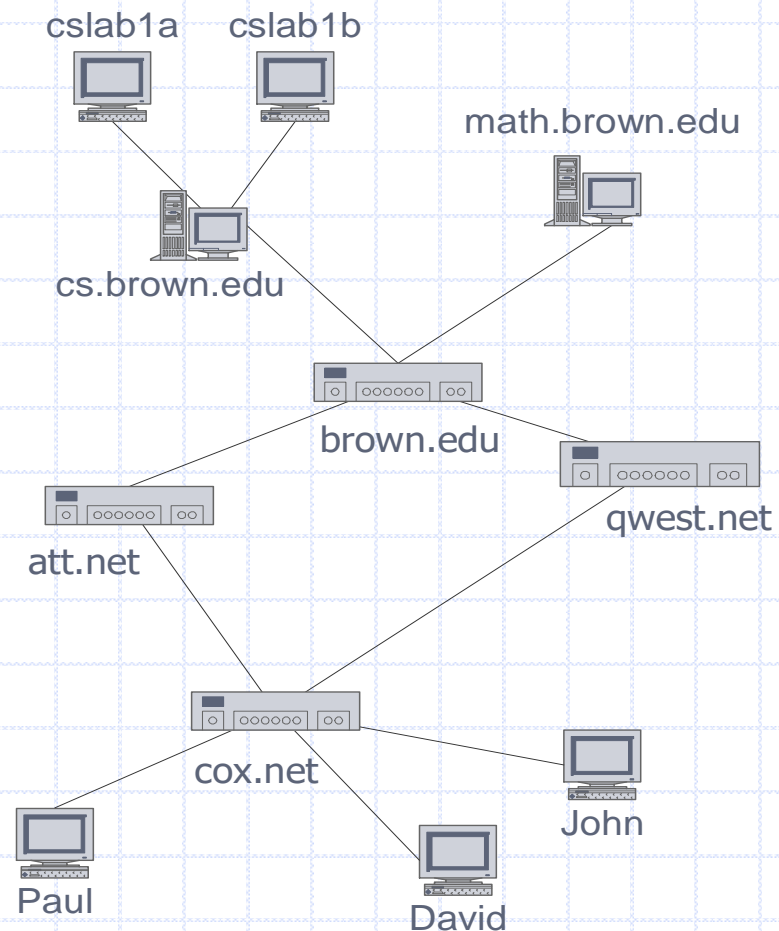 cslab1a
cslab1b
math.brown.edu
cs.brown.edu
brown.edu
qwest.net
att.net
cox.net
John
Paul
David